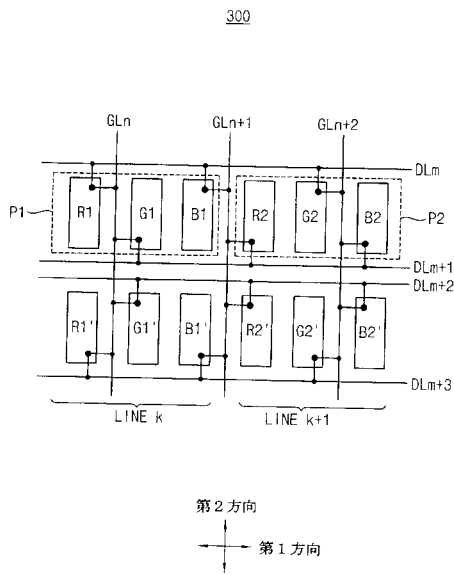 300
GLn GLn+1 GLn+2
DLm
P1 R1 G1 B1 R2 G2 B2 P2
DLm+1
DLm+2
R1' G1' B1' R2' G2' B2'
DLm+3
LINE k LINE k+1
第2方向
第1方向